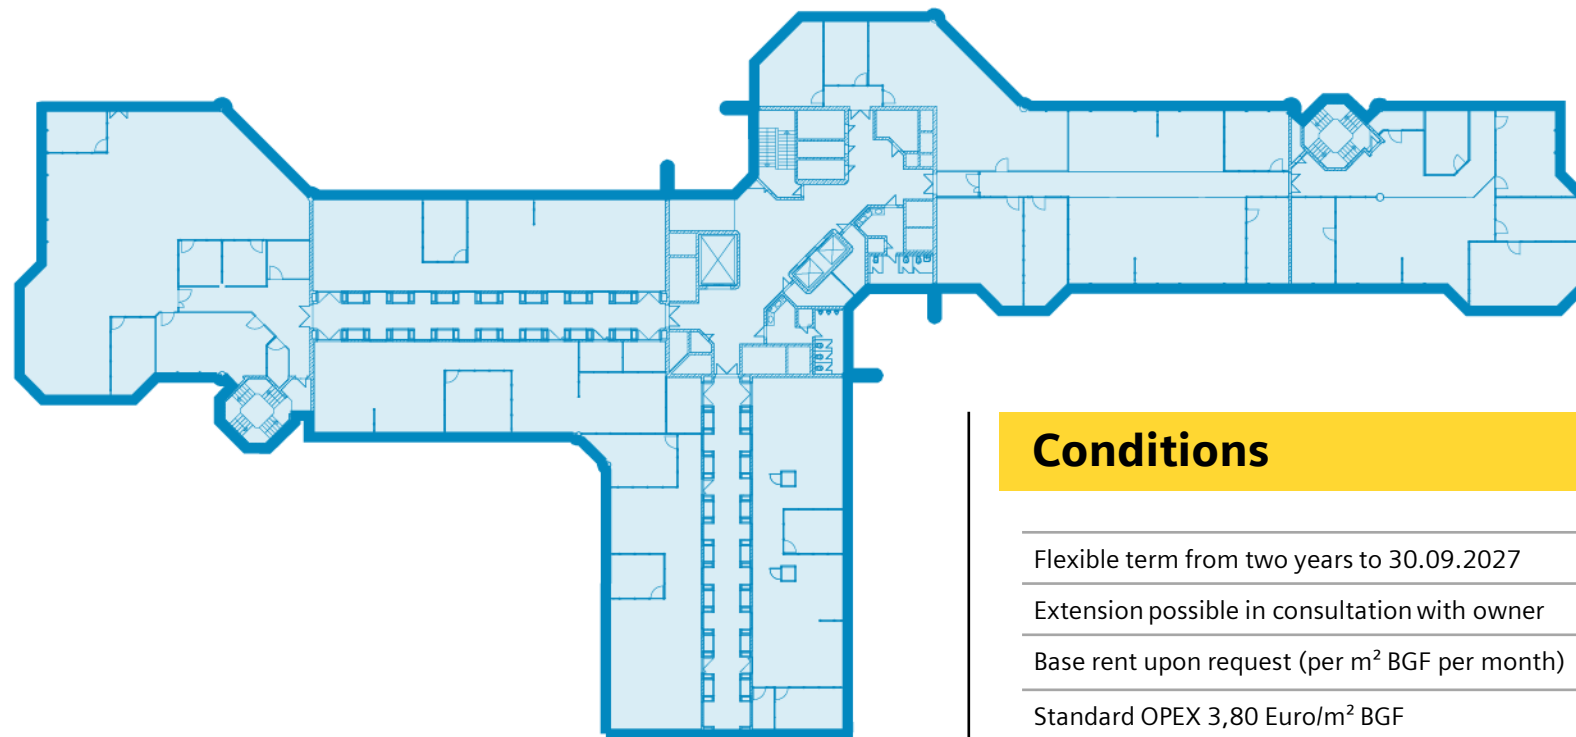 Conditions
Flexible term from two years to 30.09.2027
Extension possible in consultation with owner
Base rent upon request (per m² BGF per month)
Standard OPEX 3,80 Euro/m² BGF